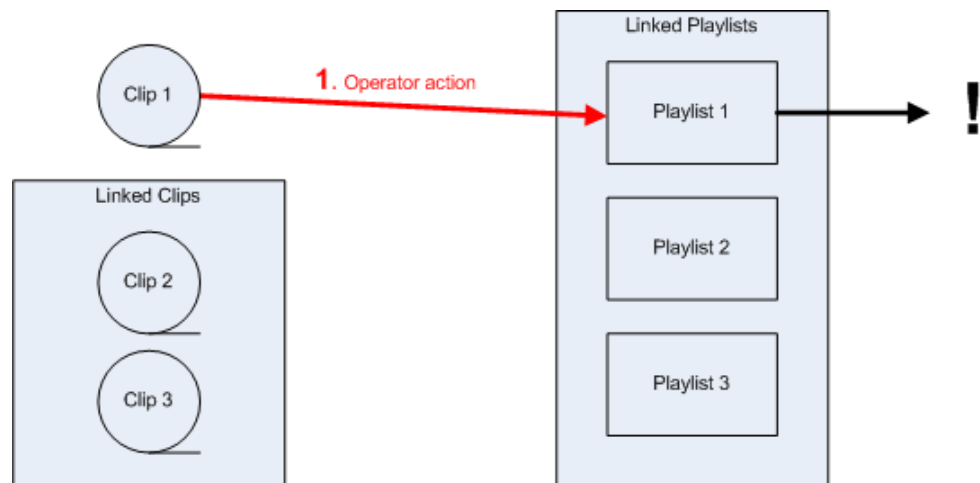 Clip 1
1. Operator action
Linked Clips
Clip 2
Clip 3
Linked Playlists
Playlist 1
!
Playlist 2
Playlist 3